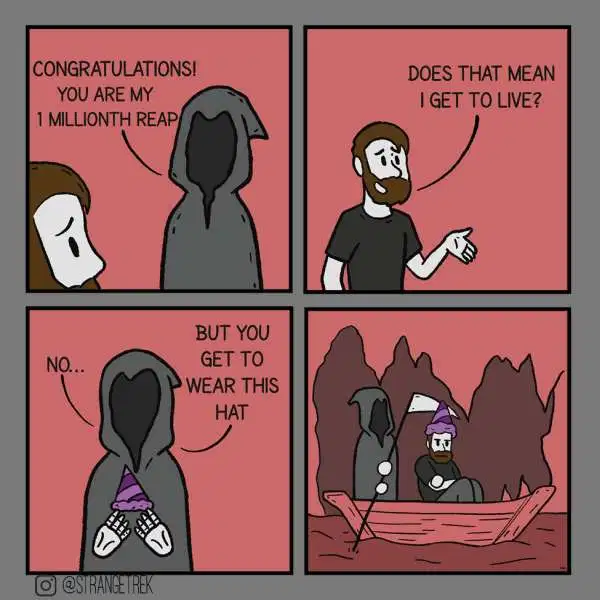 CONGRATULATIONS!
YOU ARE MY
1 MILLIONTH REAP
DOES THAT MEAN
I GET TO LIVE?
NO...
BUT YOU
GET TO
WEAR THIS
HAT
@STRANGETREK